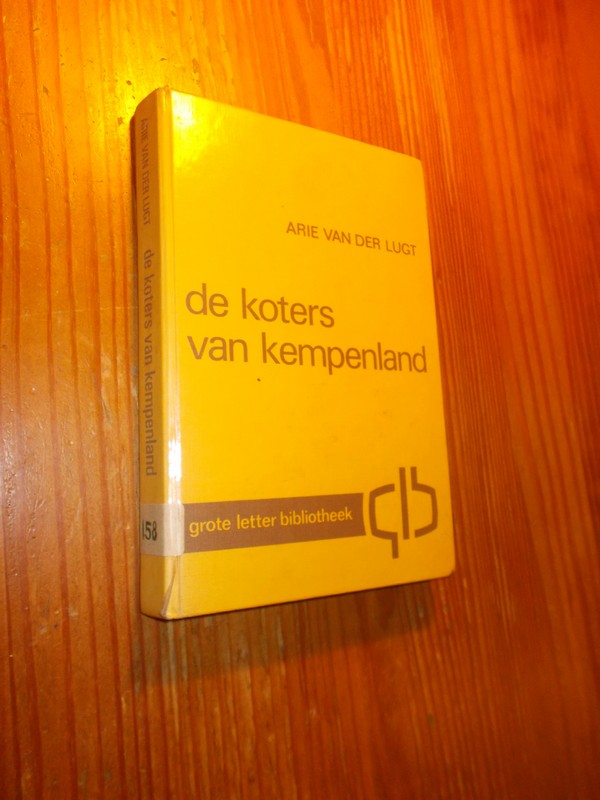 ARIE VAN DER LUGT
de koters
van kempenland
grote letter bibliotheek
glb
ARIE VAN DER LUGT de koters van kempenland
158